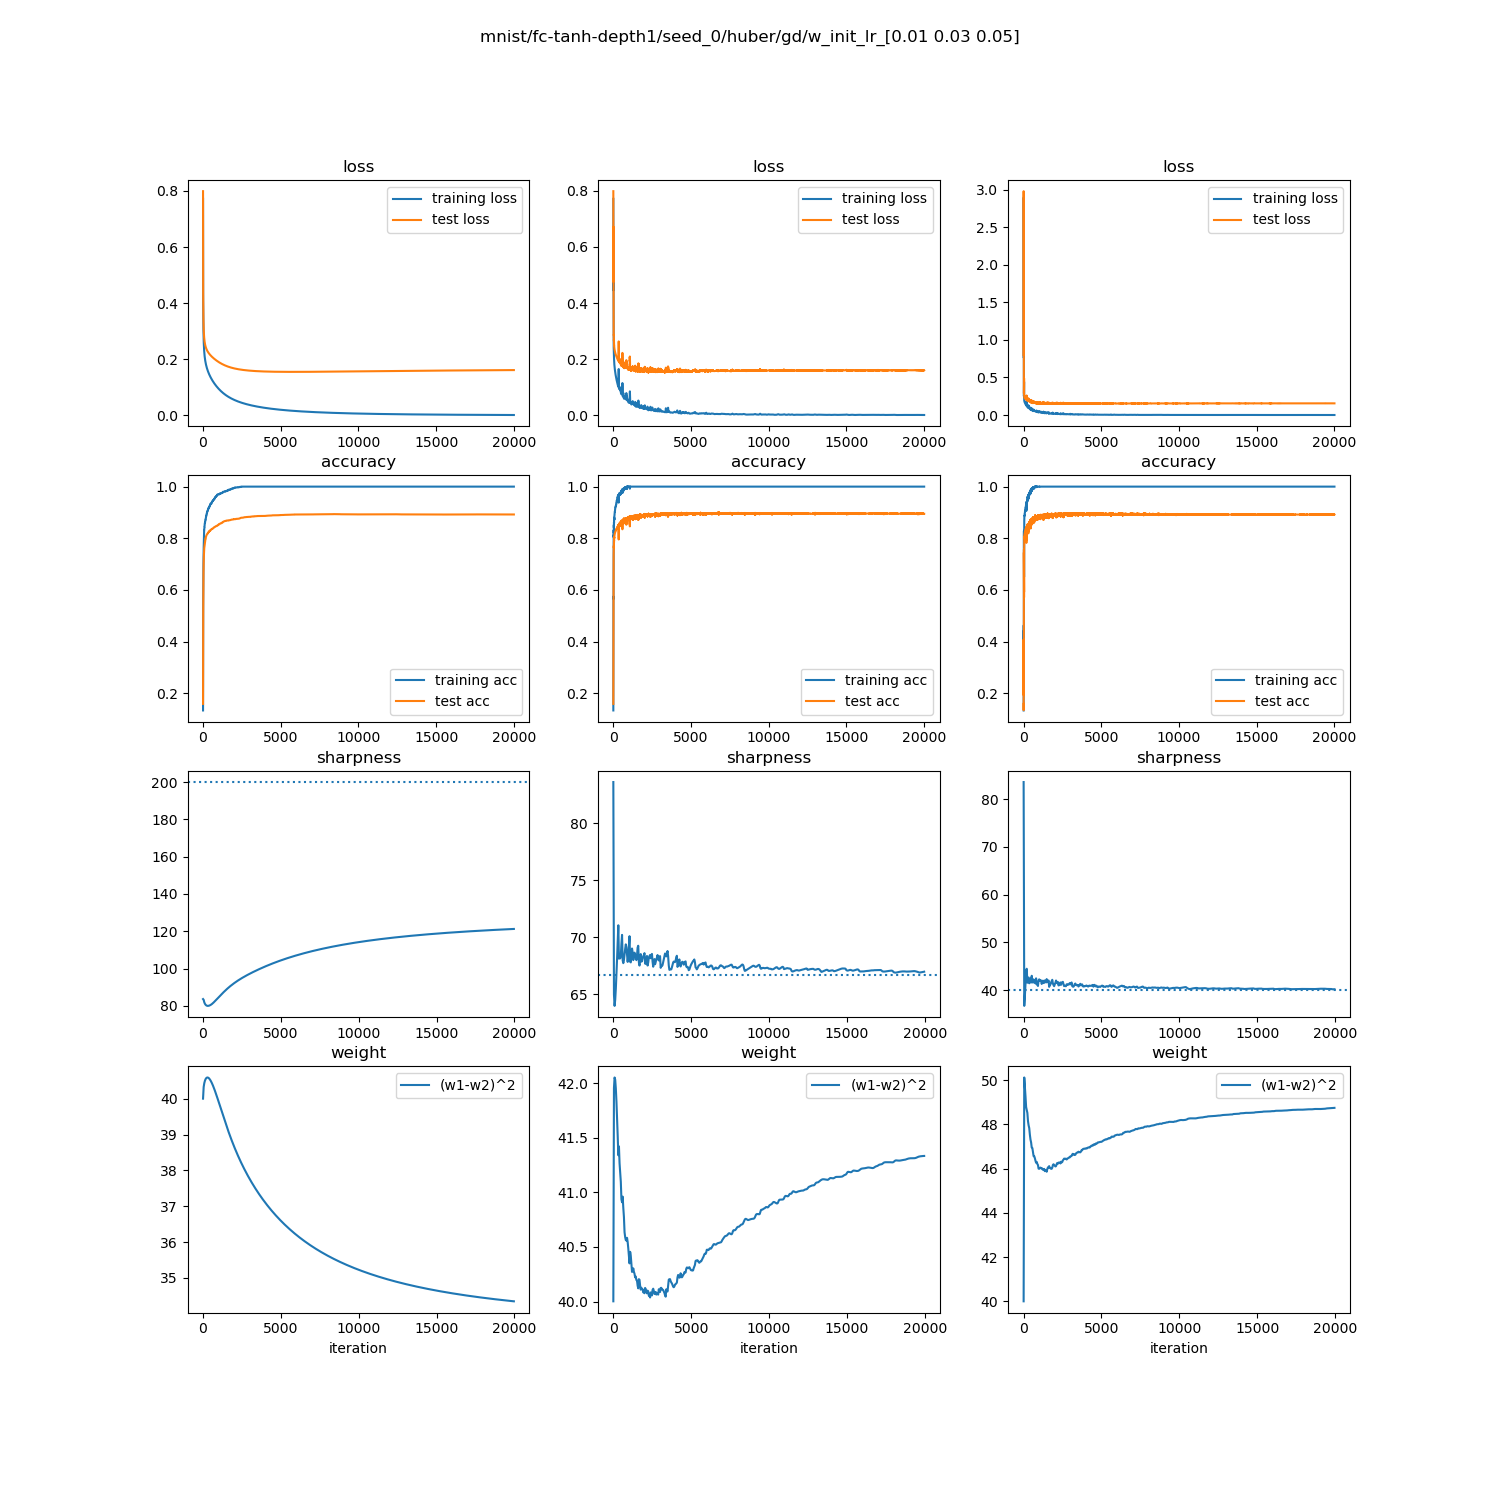 mnist/fc-tanh-depth1/seed_0/huber/gd/w_init_lr_[0.01 0.03 0.05]
loss
loss
loss
0.8
0.6
0.4
0.2
0.0
training loss
test loss
0 5000 10000 15000 20000
0.8
0.6
0.4
0.2
0.0
training loss
test loss
0 5000 10000 15000 20000
3.0
2.5
2.0
1.5
1.0
0.5
0.0
training loss
test loss
0 5000 10000 15000 20000
accuracy
accuracy
accuracy
1.0
0.8
0.6
0.4
0.2
training acc
test acc
0 5000 10000 15000 20000
1.0
0.8
0.6
0.4
0.2
training acc
test acc
0 5000 10000 15000 20000
1.0
0.8
0.6
0.4
0.2
training acc
test acc
0 5000 10000 15000 20000
sharpness
sharpness
sharpness
200
180
160
140
120
100
80
0 5000 10000 15000 20000
80
75
70
65
0 5000 10000 15000 20000
80
70
60
50
40
0 5000 10000 15000 20000
weight
weight
weight
40
39
38
37
36
35
(w1-w2)^2
0 5000 10000 15000 20000
iteration
42.0
41.5
41.0
40.5
40.0
(w1-w2)^2
0 5000 10000 15000 20000
iteration
50
48
46
44
42
40
(w1-w2)^2
0 5000 10000 15000 20000
iteration